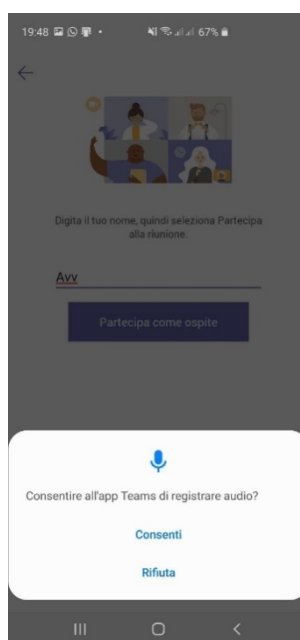 19:48 67%
Digita il tuo nome, quindi seleziona Partecipa
alla riunione.
Avv
Partecipa come ospite
Consentire all'app Teams di registrare audio?
Consenti
Rifiuta